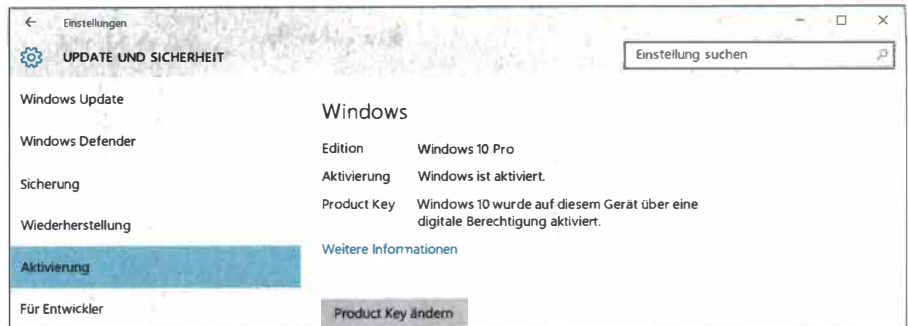 Einstellungen
UPDATE UND SICHERHEIT
Einstellung suchen
Windows Update
Windows Defender
Sicherung
Wiederherstellung
Aktivierung
Für Entwickler
Windows
Edition Windows 10 Pro
Aktivierung Windows ist aktiviert.
Product Key Windows 10 wurde auf diesem Gerät über eine
digitale Berechtigung aktiviert.
Weitere Informationen
Product Key ändern